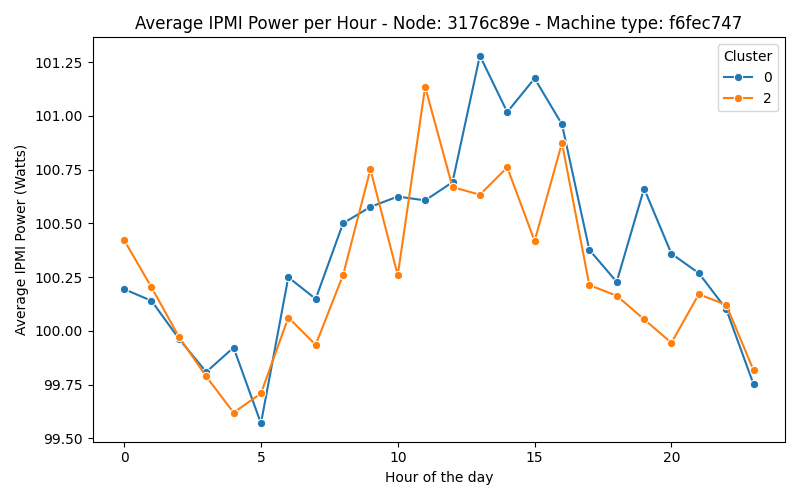 Average IPMI Power per Hour - Node: 3176c89e - Machine type: f6fec747
Average IPMI Power (Watts)
101.25
101.00
100.75
100.50
100.25
100.00
99.75
99.50
Cluster
0
2
0 5 10 15 20
Hour of the day